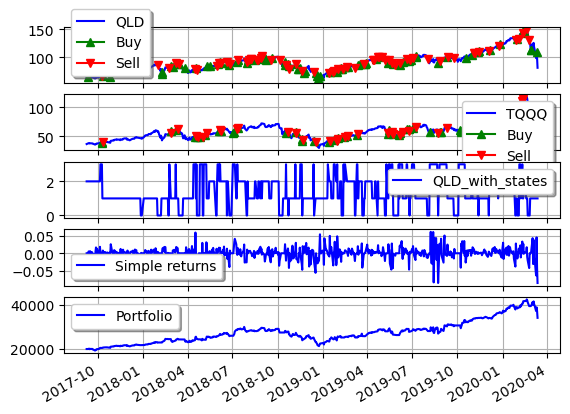 QLD
Buy
Sell
150
100
TQQQ
Buy
Sell
100
50
QLD_with_states
2
0
Simple returns
0.05
0.00
−0.05
Portfolio
40000
20000
2017-10
2018-01
2018-04
2018-07
2018-10
2019-01
2019-04
2019-07
2019-10
2020-01
2020-04